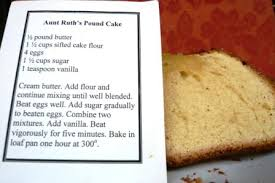 Aunt Ruth's Pound Cake
½ pound butter
1 ½ cups sifted cake flour
4 eggs
1 ½ cups sugar
1 teaspoon vanilla
Cream butter. Add flour and
continue mixing until well blended.
Beat eggs well. Add sugar gradually
to beaten eggs. Combine two
mixtures. Add vanilla. Beat
vigorously for five minutes. Bake in
loaf pan one hour at 300°.